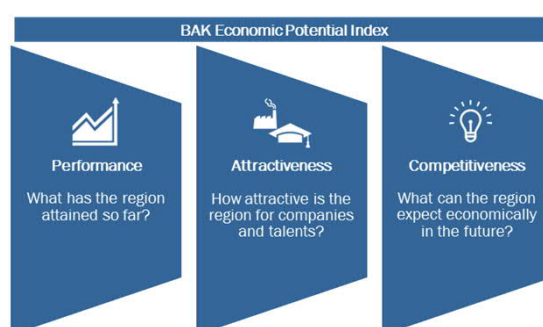 BAK Economic Potential Index
Performance
What has the region
attained so far?
Attractiveness
How attractive is the
region for companies
and talents?
Competitiveness
What can the region
expect economically
in the future?